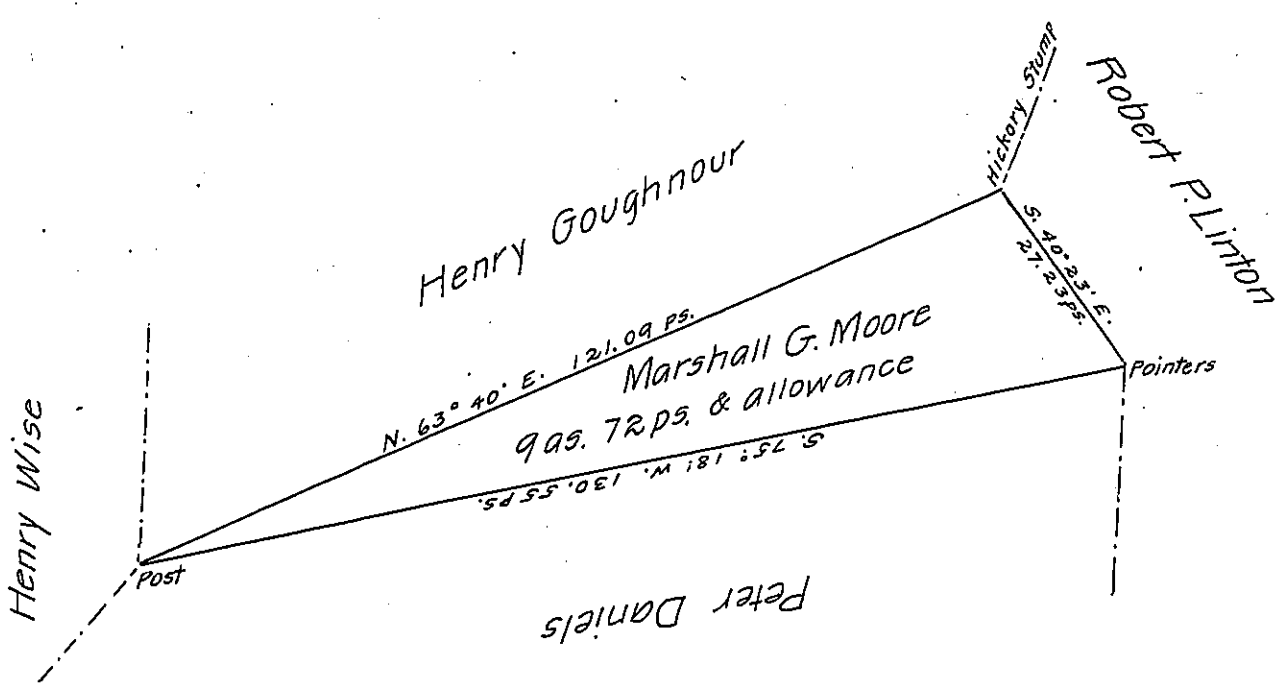 Hickory Stump
Robert P. Linton
Henry Goughnour
S. 40° 23' E.
27.23 ps.
N. 63° 40' E. 121.09 ps.
Marshall G. Moore
9 as. 72 ps. & allowance
Pointers
S. 75° 18' W. 130.55 ps.
Henry Wise
Post
Peter Daniels